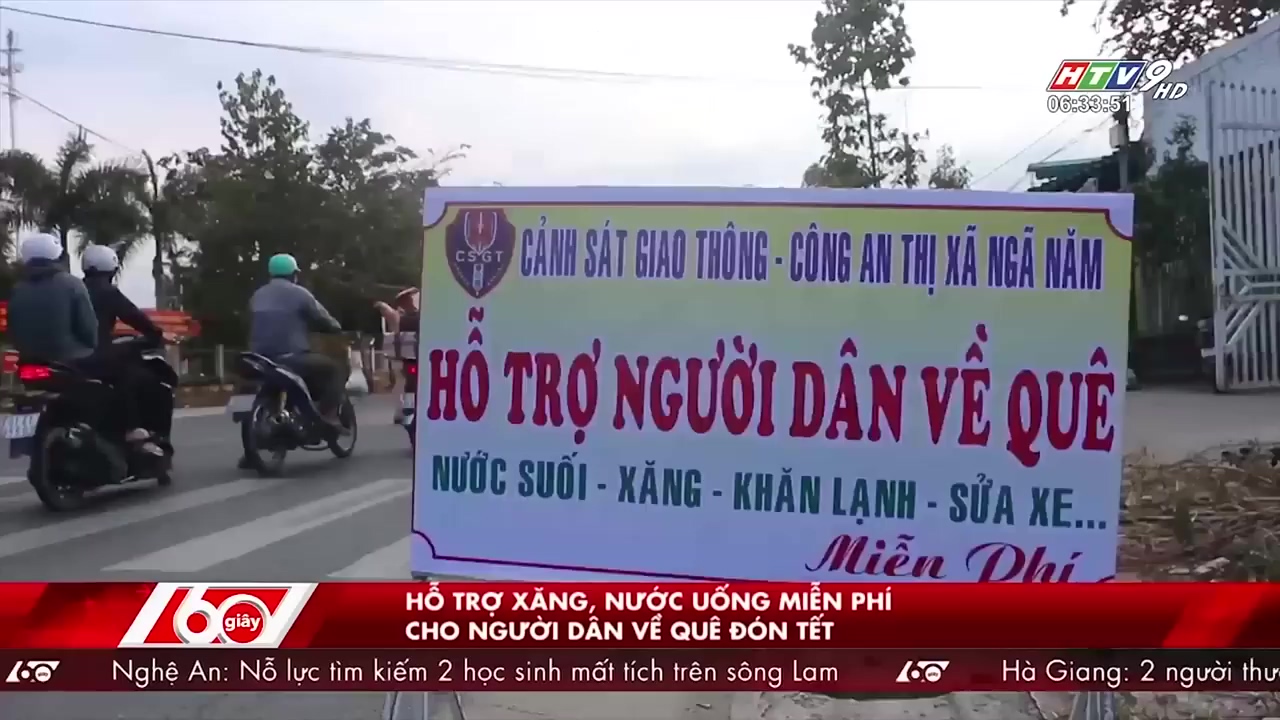 HTV9 HD
06:33:51
CSGT
CẢNH SÁT GIAO THÔNG - CÔNG AN THỊ XÃ NGÃ NĂM
HỖ TRỢ NGƯỜI DÂN VỀ QUÊ
NƯỚC SUỐI - XĂNG - KHĂN LẠNH - SỬA XE...
Miễn Phí
60 giây
HỖ TRỢ XĂNG, NƯỚC UỐNG MIỄN PHÍ
CHO NGƯỜI DÂN VỀ QUÊ ĐÓN TẾT
60 giây Nghệ An: Nỗ lực tìm kiếm 2 học sinh mất tích trên sông Lam 60 giây Hà Giang: 2 người